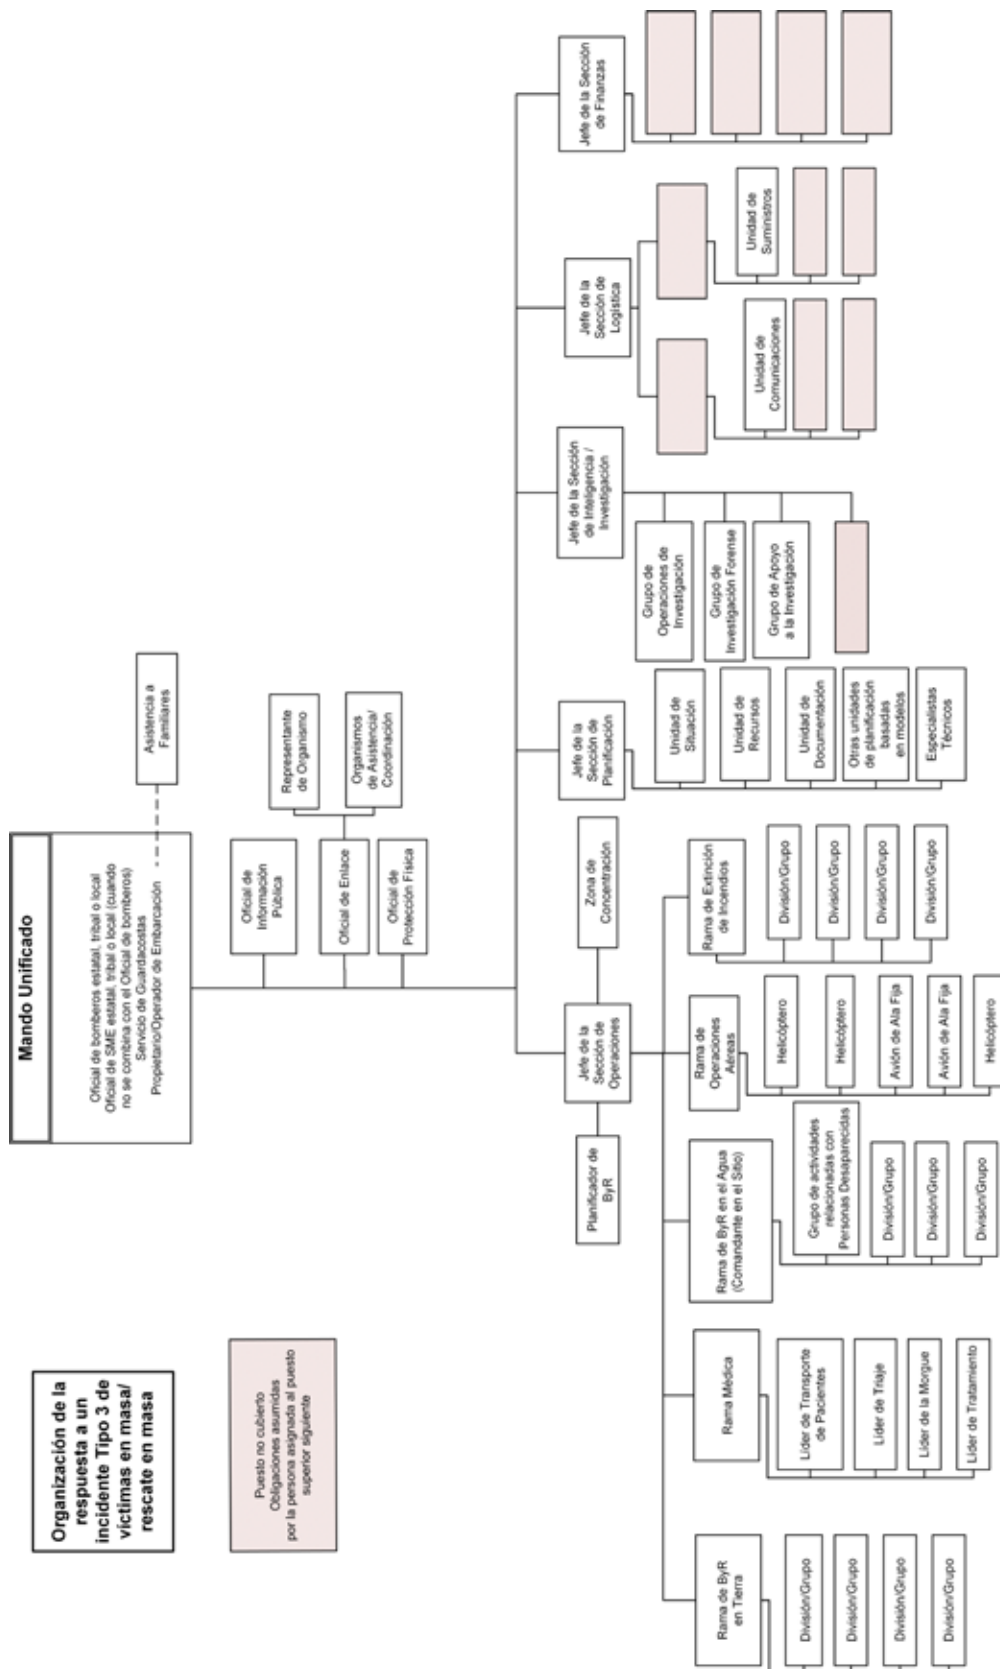 Organización de la
respuesta a un
incidente Tipo 3 de
víctimas en masa/
rescate en masa
Puesto no cubierto
Obligaciones asumidas
por la persona asignada al puesto
superior siguiente
Mando Unificado
Oficial de bomberos estatal, tribal o local
Oficial de SME estatal, tribal o local (cuando
no se combina con el Oficial de bomberos)
Servicio de Guardacostas
Propietario/Operador de Embarcación
Asistencia a
Familiares
Oficial de
Información
Pública
Oficial de Enlace
Representante
de Organismo
Organismos
de Asistencia/
Coordinación
Oficial de
Protección Física
Planificador de
ByR
Jefe de la
Sección de
Operaciones
Zona de
Concentración
Jefe de la
Sección de
Planificación
Jefe de la Sección
de Inteligencia /
Investigación
Jefe de la
Sección de
Logística
Jefe de la Sección
de Finanzas
Rama de ByR
en Tierra
División/Grupo
División/Grupo
División/Grupo
División/Grupo
Rama Médica
Líder de Transporte
de Pacientes
Líder de Triaje
Líder de la Morgue
Líder de Tratamiento
Rama de ByR en el Agua
(Comandante en el Sitio)
Grupo de actividades
relacionadas con
Personas Desaparecidas
División/Grupo
División/Grupo
División/Grupo
Rama de
Operaciones
Aéreas
Helicóptero
Helicóptero
Avión de Ala Fija
Avión de Ala Fija
Helicóptero
Rama de Extinción
de Incendios
División/Grupo
División/Grupo
División/Grupo
División/Grupo
Unidad de
Situación
Unidad de
Recursos
Unidad de
Documentación
Otras unidades
de planificación
basadas
en modelos
Especialistas
Técnicos
Grupo de
Operaciones de
Investigación
Grupo de
Investigación Forense
Grupo de Apoyo
a la Investigación
Unidad de
Comunicaciones
Unidad de
Suministros